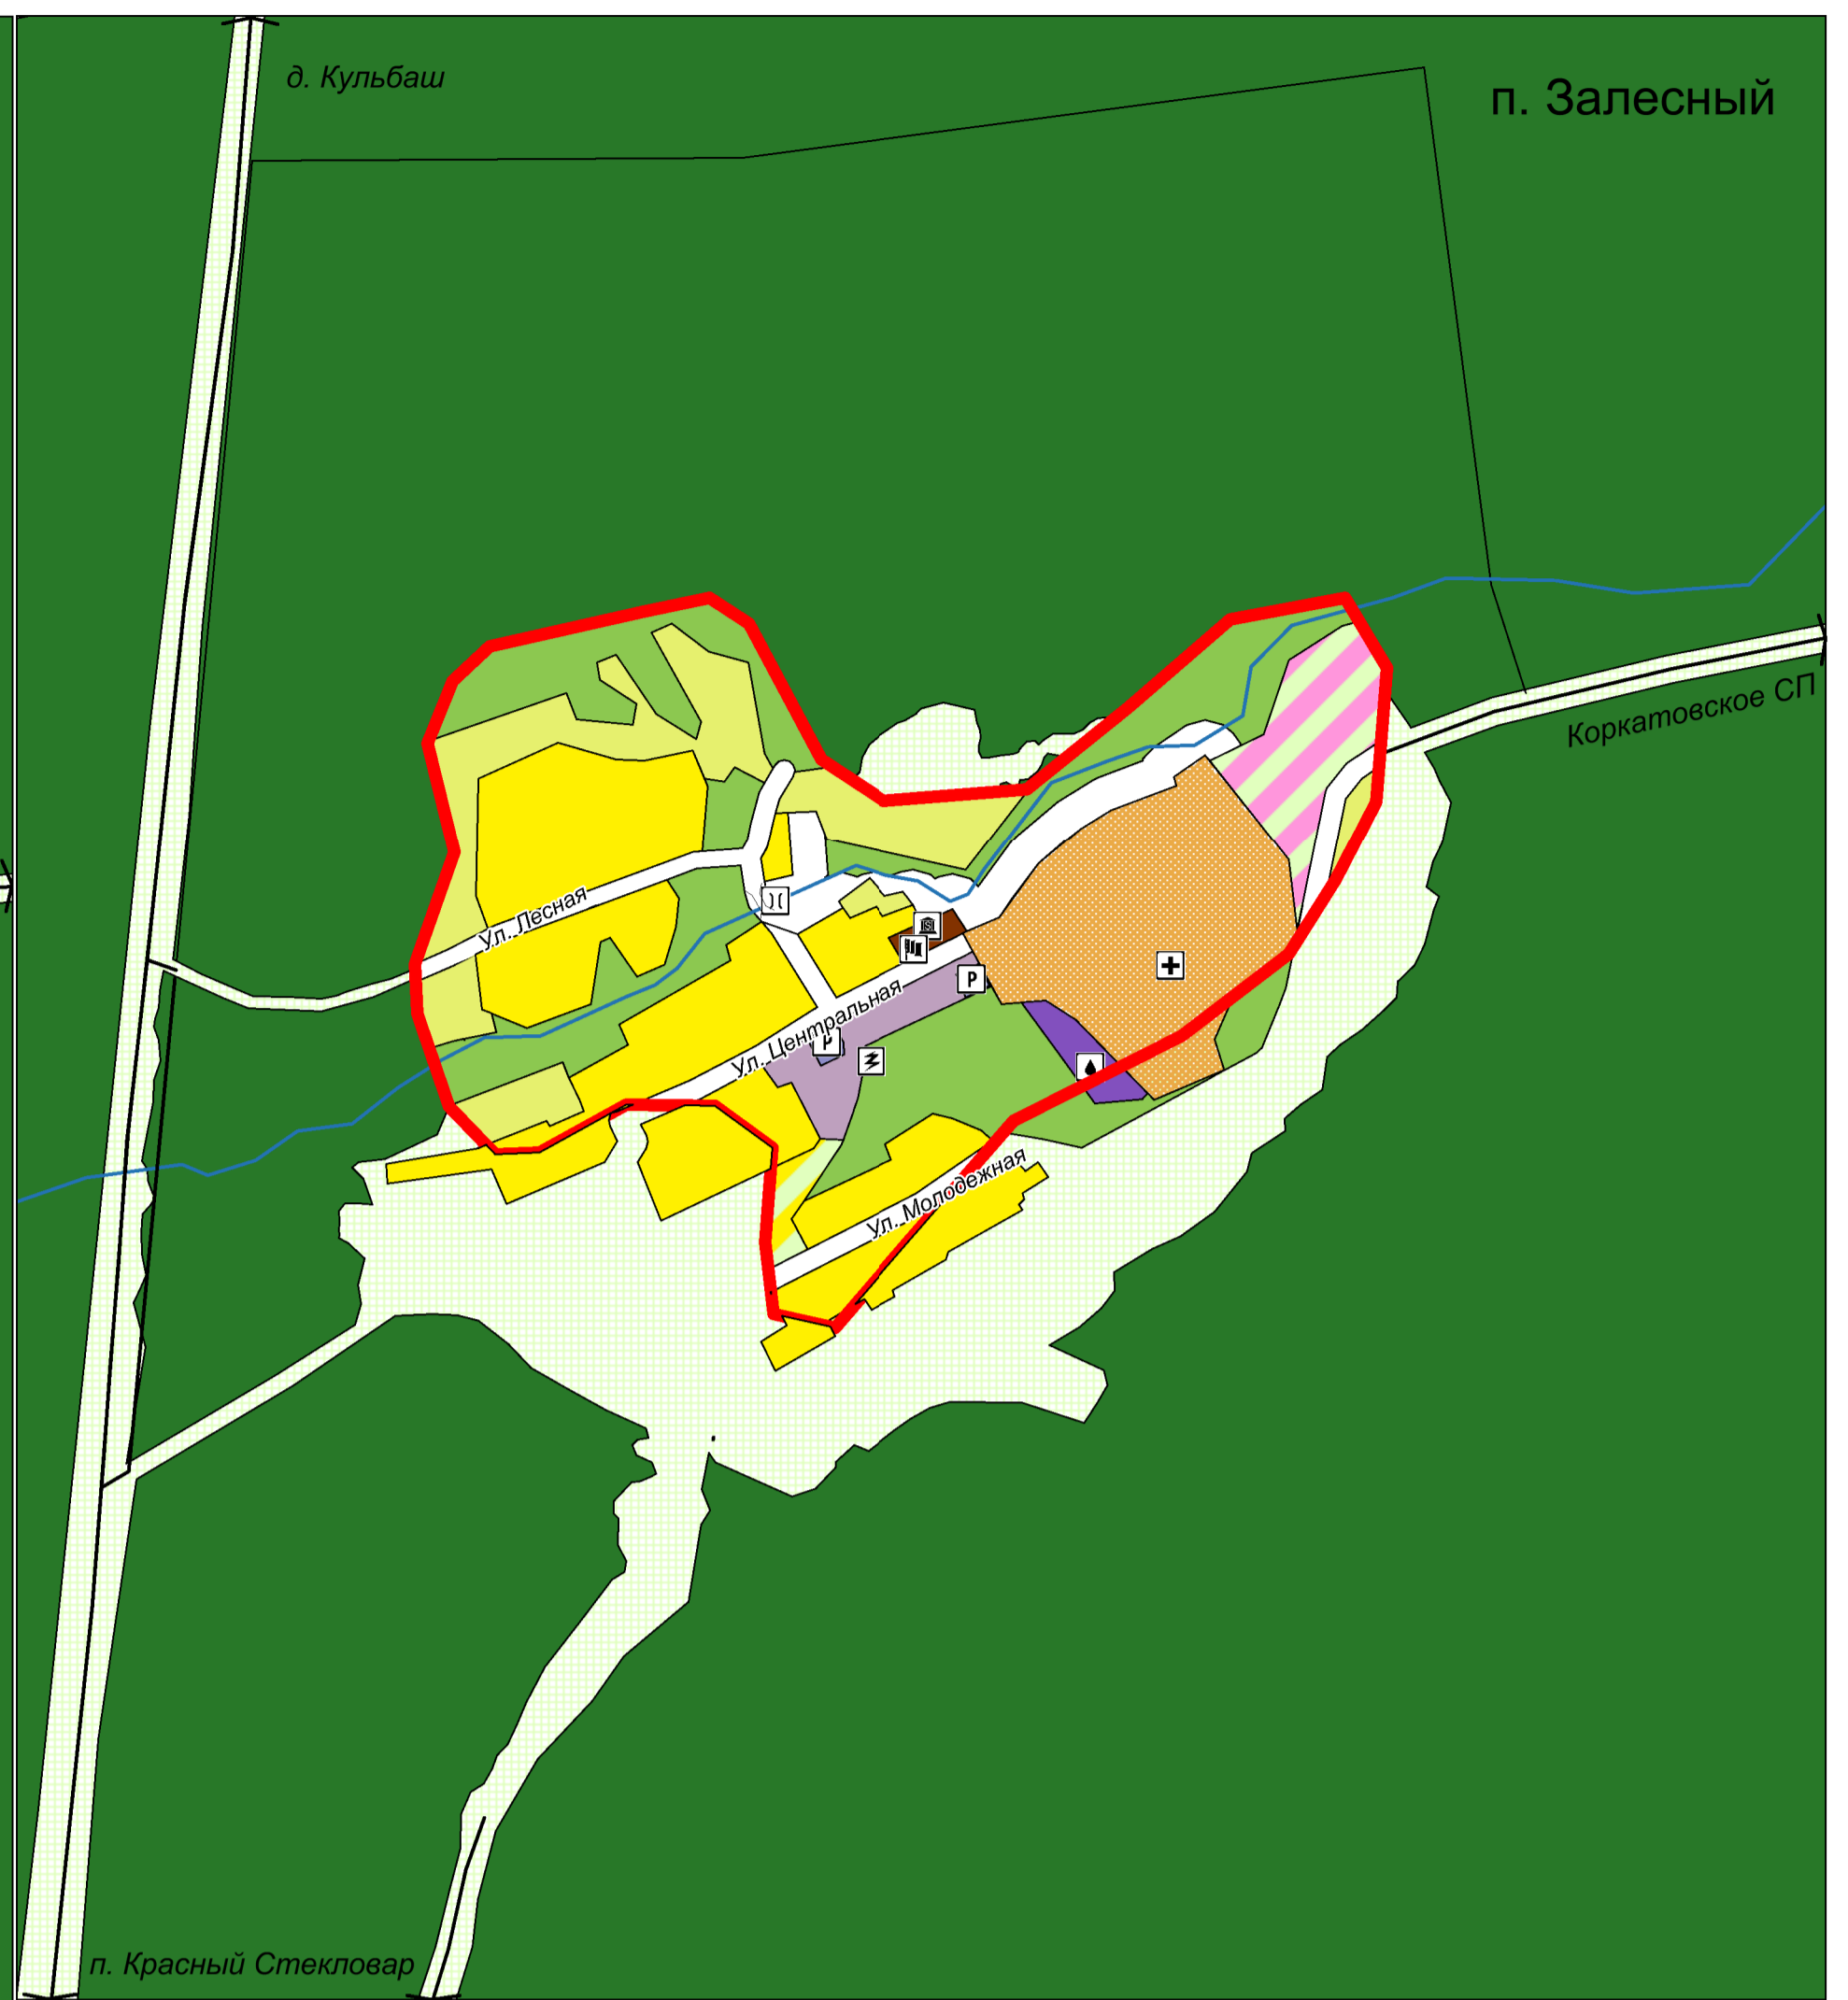 д. Кульбаш
п. Залесный
Коркатовское СП
Ул. Лесная
P
Ул. Центральная
P
Ул. Молодежная
п. Красный Стекловар